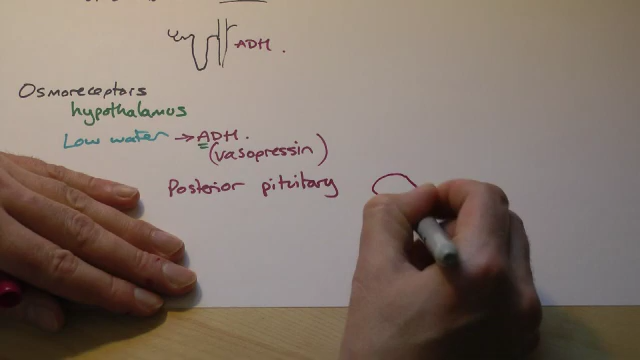 ADH.
Osmoreceptors
hypothalamus
Low water → ADH.
(vasopressin)
Posterior pituitary